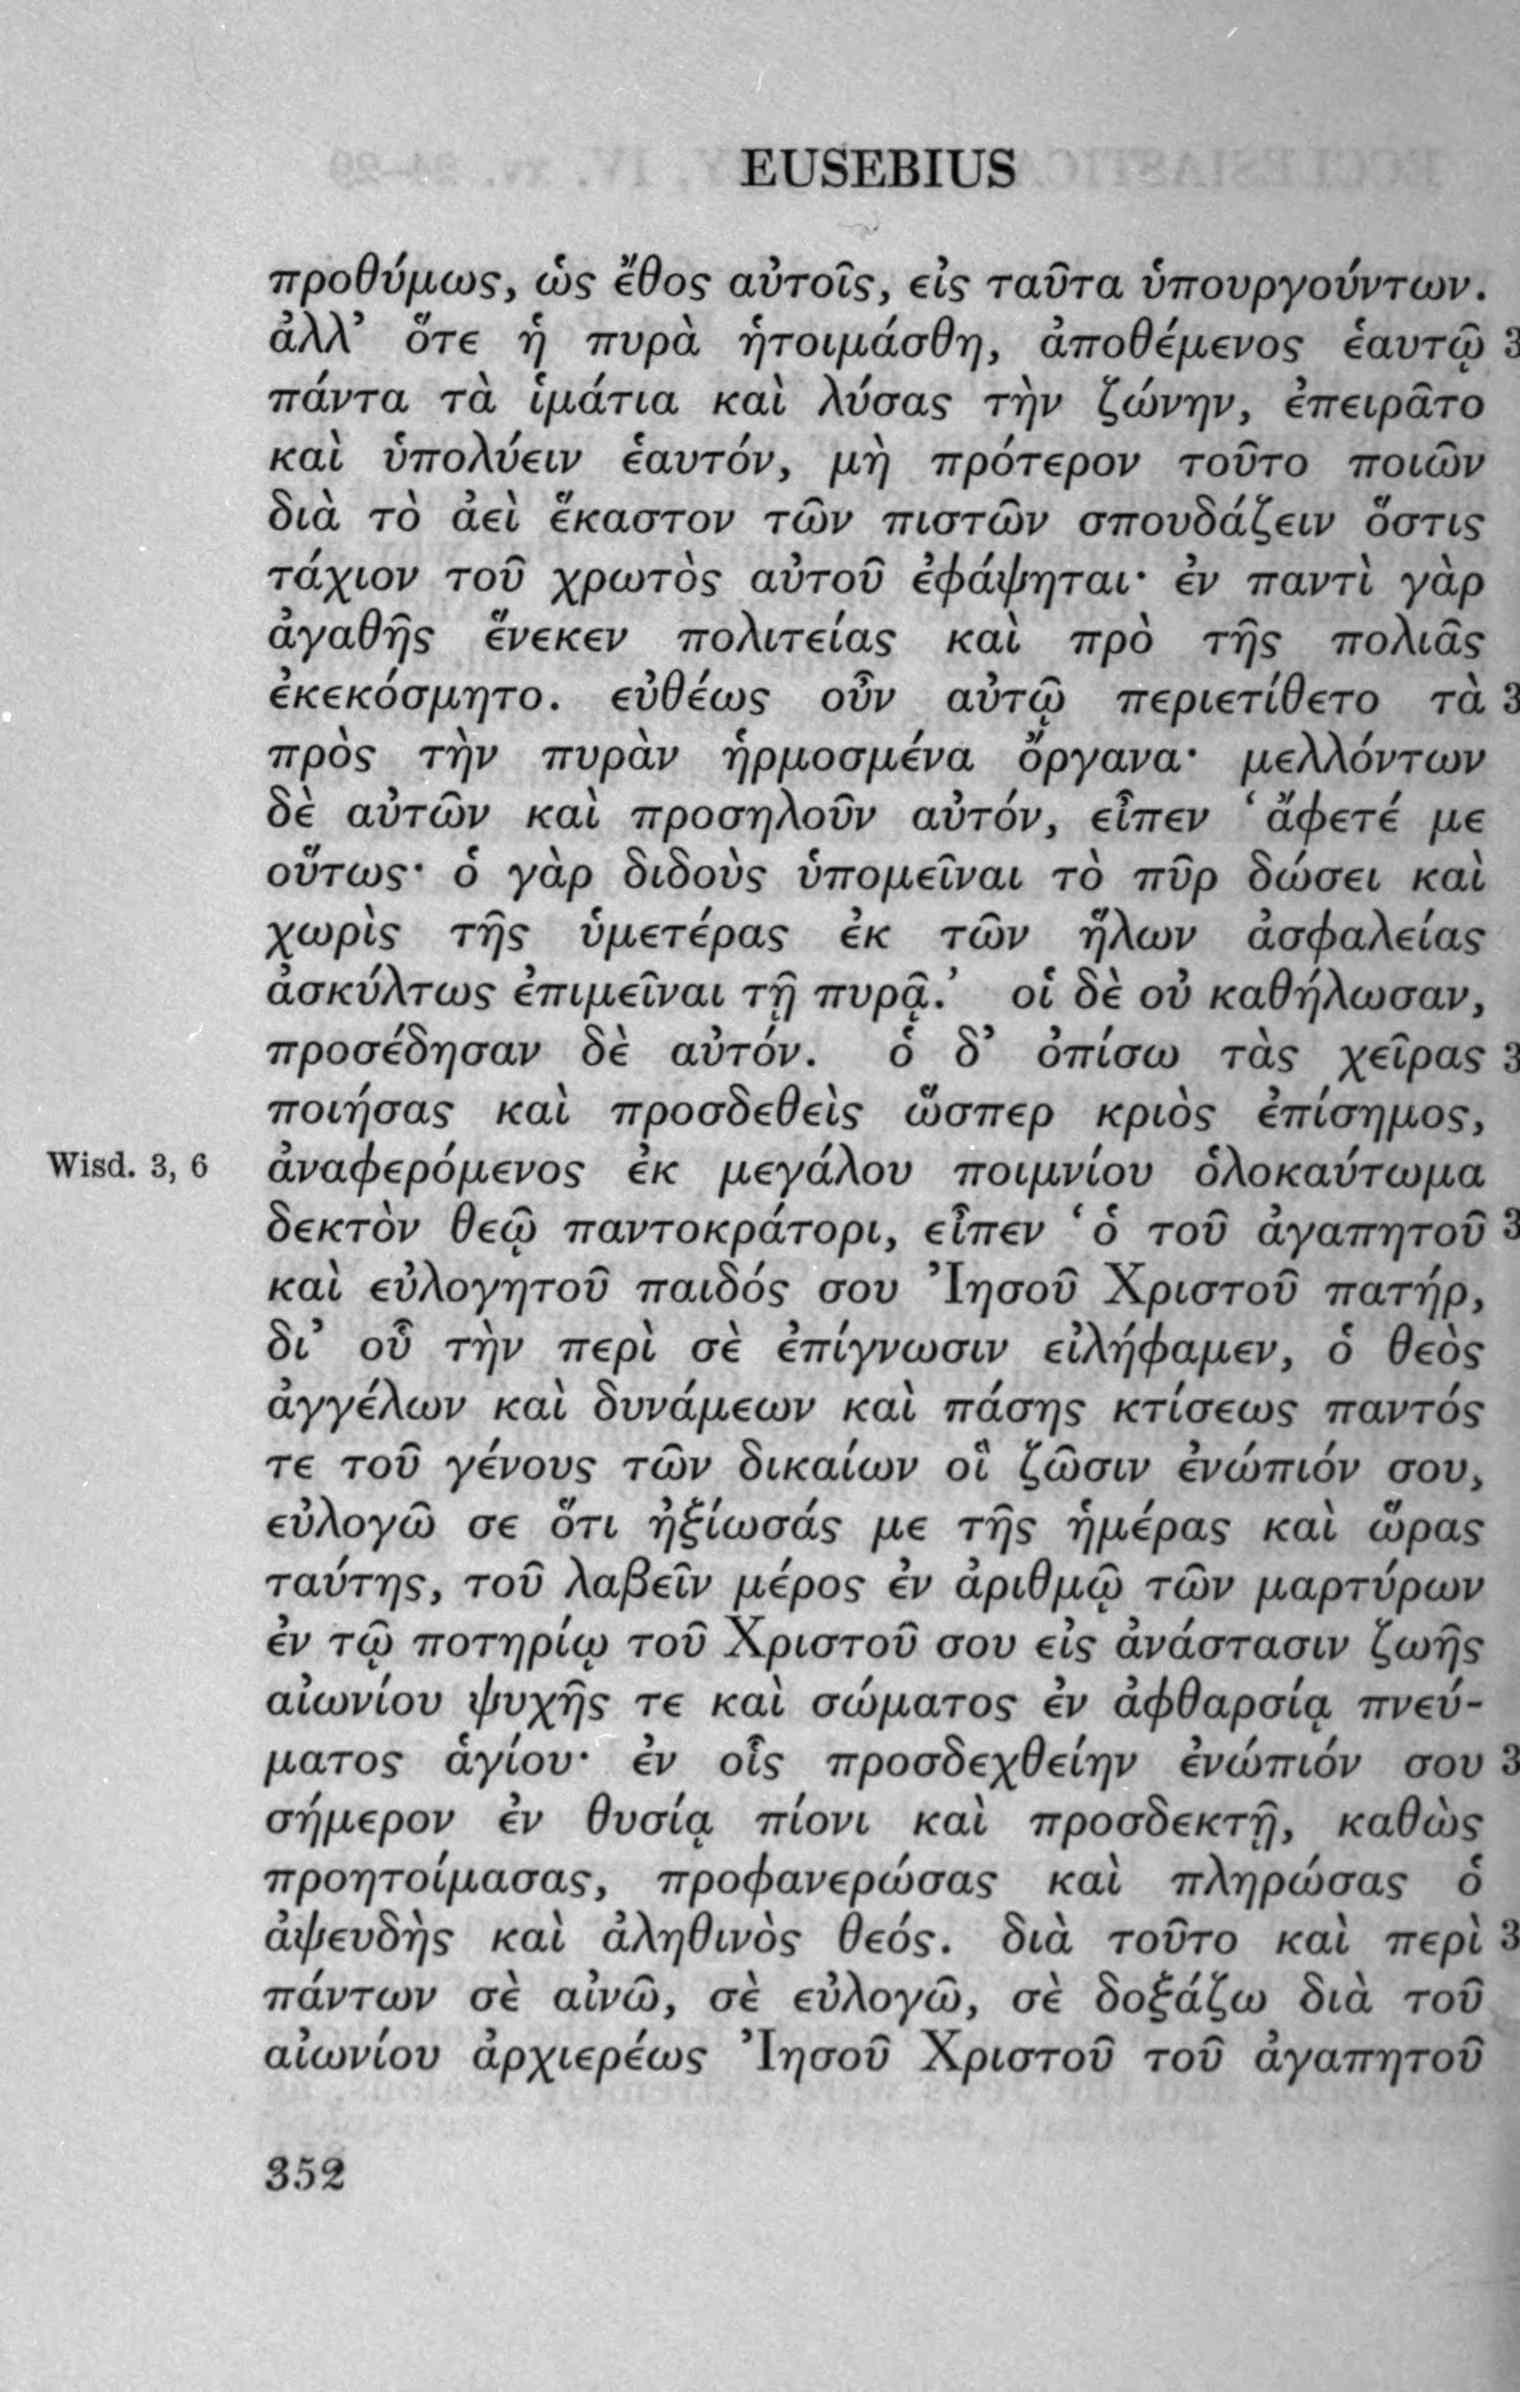 EUSEBIUS
προθύμως, ὡς ἔθος αὐτοῖς, εἰς ταῦτα ὑπουργούντων.
ἀλλ’ ὅτε ἡ πυρὰ ἡτοιμάσθη, ἀποθέμενος ἑαυτῷ 3
πάντα τὰ ἱμάτια καὶ λύσας τὴν ζώνην, ἐπειρᾶτο
καὶ ὑπολύειν ἑαυτόν, μὴ πρότερον τοῦτο ποιῶν
διὰ τὸ ἀεὶ ἕκαστον τῶν πιστῶν σπουδάζειν ὅστις
τάχιον τοῦ χρωτὸς αὐτοῦ ἐφάψηται· ἐν παντὶ γὰρ
ἀγαθῆς ἕνεκεν πολιτείας καὶ πρὸ τῆς πολιᾶς
ἐκεκόσμητο. εὐθέως οὖν αὐτῷ περιετίθετο τὰ 3
πρὸς τὴν πυρὰν ἡρμοσμένα ὄργανα· μελλόντων
δὲ αὐτῶν καὶ προσηλοῦν αὐτόν, εἶπεν ‘ἄφετέ με
οὕτως· ὁ γὰρ διδοὺς ὑπομεῖναι τὸ πῦρ δώσει καὶ
χωρὶς τῆς ὑμετέρας ἐκ τῶν ἥλων ἀσφαλείας
ἀσκύλτως ἐπιμεῖναι τῇ πυρᾷ.’ οἱ δὲ οὐ καθήλωσαν,
προσέδησαν δὲ αὐτόν. ὁ δ’ ὀπίσω τὰς χεῖρας 3
ποιήσας καὶ προσδεθεὶς ὥσπερ κριὸς ἐπίσημος,
Wisd. 3, 6 ἀναφερόμενος ἐκ μεγάλου ποιμνίου ὁλοκαύτωμα
δεκτὸν θεῷ παντοκράτορι, εἶπεν ‘ὁ τοῦ ἀγαπητοῦ 3
καὶ εὐλογητοῦ παιδός σου Ἰησοῦ Χριστοῦ πατήρ,
δι’ οὗ τὴν περὶ σὲ ἐπίγνωσιν εἰλήφαμεν, ὁ θεὸς
ἀγγέλων καὶ δυνάμεων καὶ πάσης κτίσεως παντός
τε τοῦ γένους τῶν δικαίων οἳ ζῶσιν ἐνώπιόν σου,
εὐλογῶ σε ὅτι ἠξίωσάς με τῆς ἡμέρας καὶ ὥρας
ταύτης, τοῦ λαβεῖν μέρος ἐν ἀριθμῷ τῶν μαρτύρων
ἐν τῷ ποτηρίῳ τοῦ Χριστοῦ σου εἰς ἀνάστασιν ζωῆς
αἰωνίου ψυχῆς τε καὶ σώματος ἐν ἀφθαρσίᾳ πνεύ-
ματος ἁγίου· ἐν οἷς προσδεχθείην ἐνώπιόν σου 3
σήμερον ἐν θυσίᾳ πίονι καὶ προσδεκτῇ, καθὼς
προητοίμασας, προφανερώσας καὶ πληρώσας ὁ
ἀψευδὴς καὶ ἀληθινὸς θεός. διὰ τοῦτο καὶ περὶ 3
πάντων σὲ αἰνῶ, σὲ εὐλογῶ, σὲ δοξάζω διὰ τοῦ
αἰωνίου ἀρχιερέως Ἰησοῦ Χριστοῦ τοῦ ἀγαπητοῦ
352